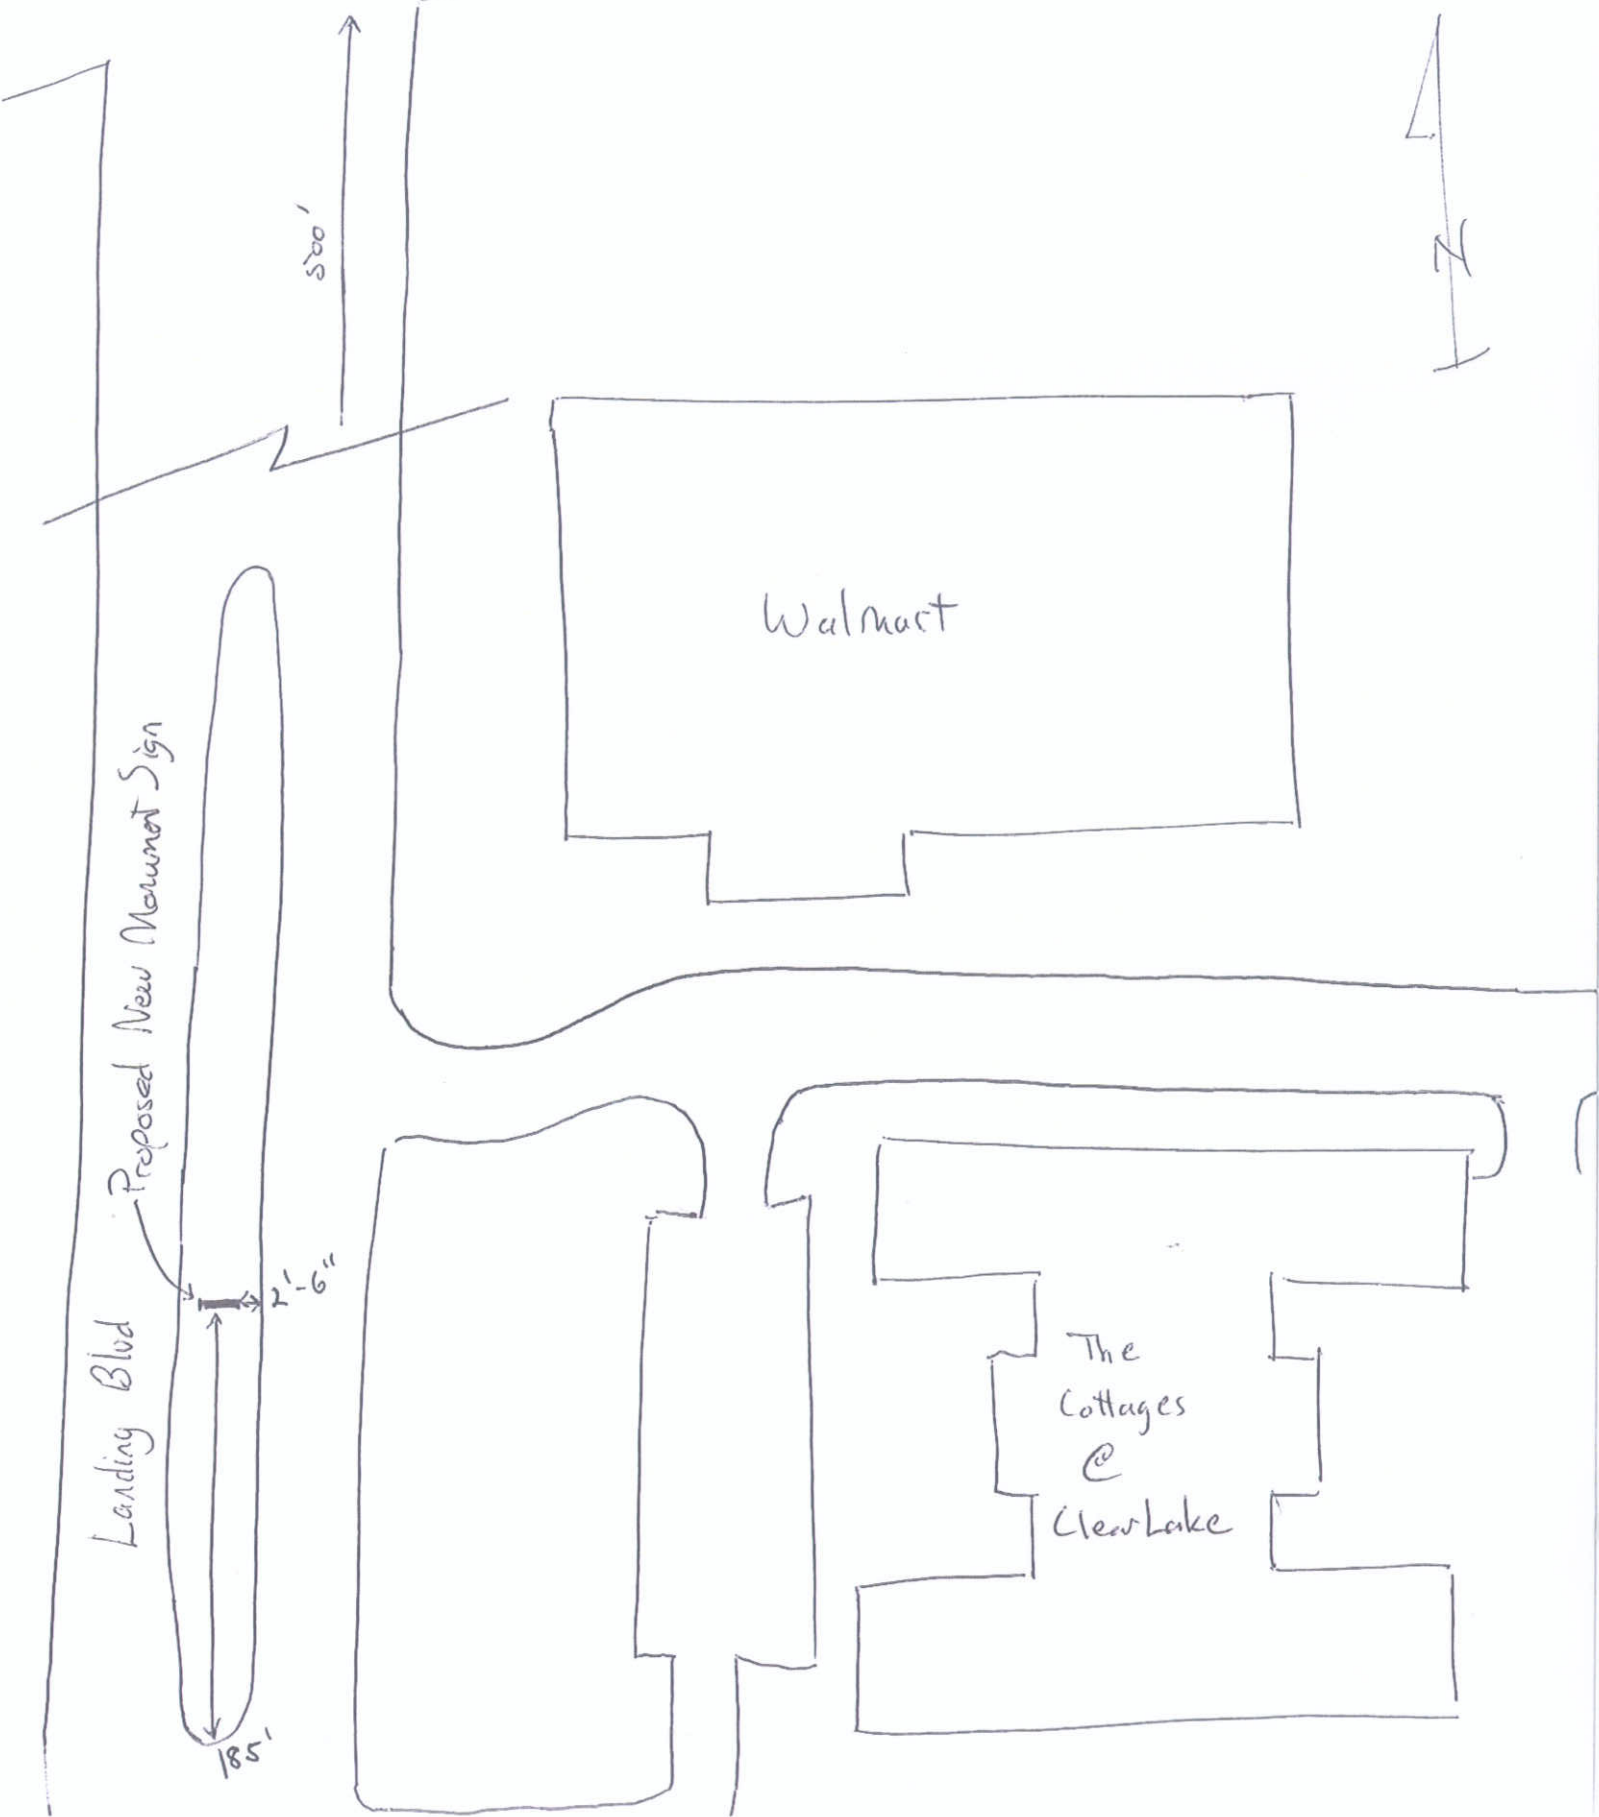 500'
N
Walmart
Proposed New Monument Sign
2'-6"
Landing Blvd
The
Cottages
@
ClearLake
185'